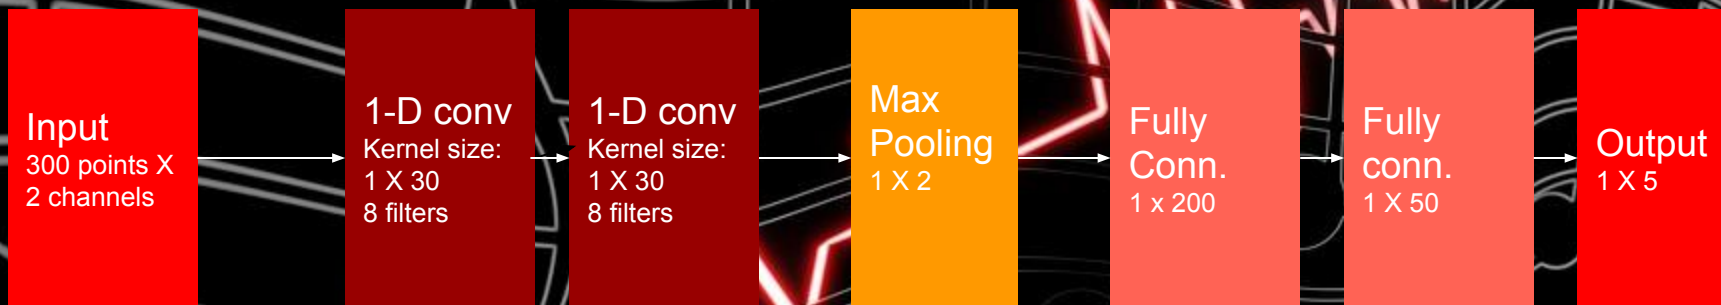 Input
300 points X
2 channels
1-D conv
Kernel size:
1 X 30
8 filters
1-D conv
Kernel size:
1 X 30
8 filters
Max
Pooling
1 X 2
Fully
Conn.
1 x 200
Fully
conn.
1 X 50
Output
1 X 5